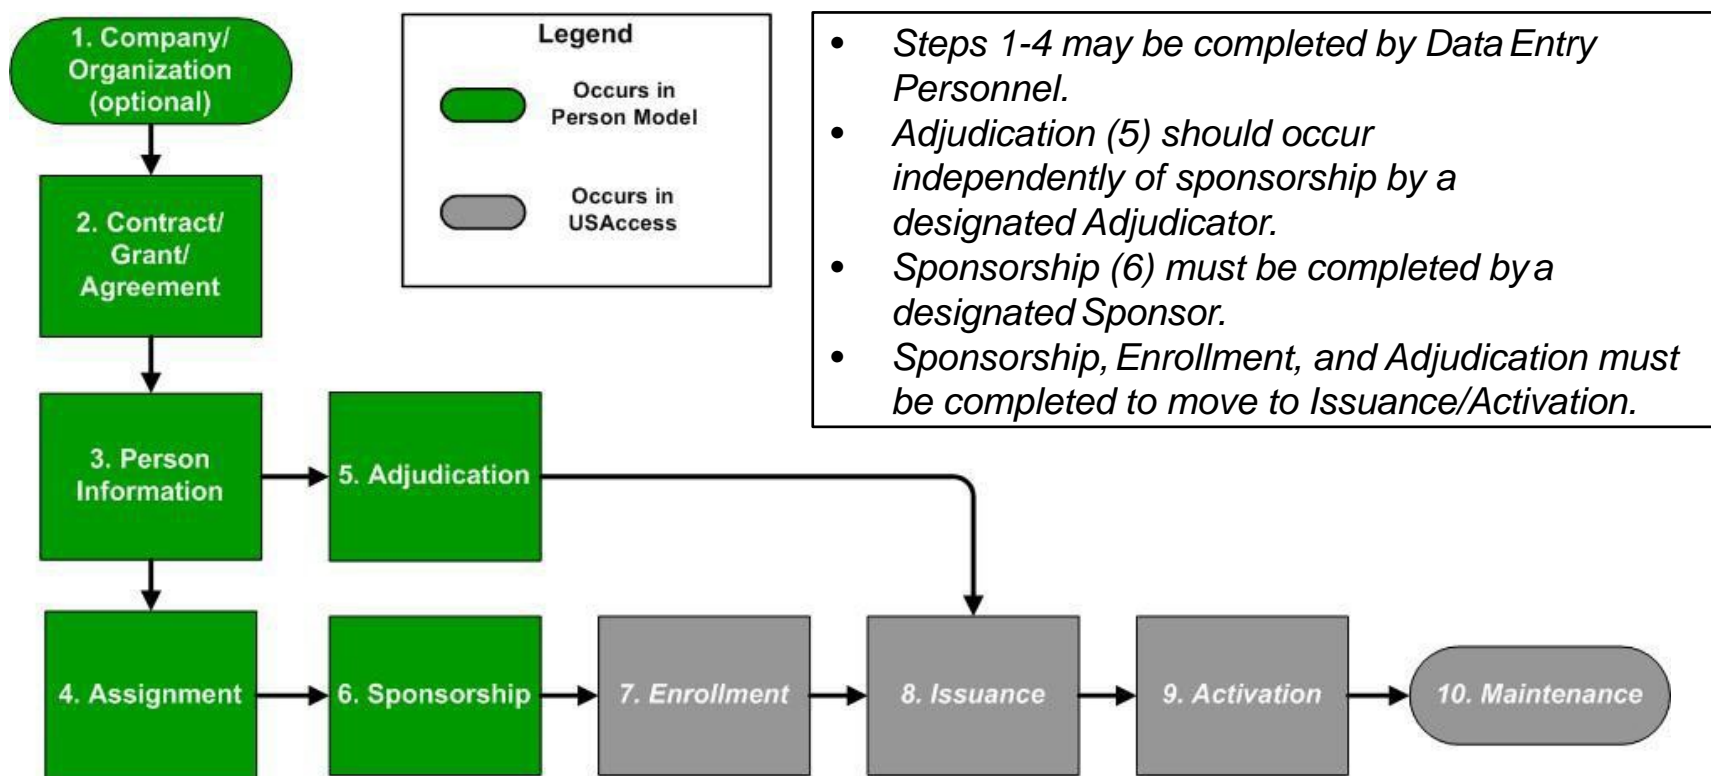 1. Company/
Organization
(optional)
Legend
Occurs in
Person Model
Occurs in
USAccess
• Steps 1-4 may be completed by Data Entry
Personnel.
• Adjudication (5) should occur
independently of sponsorship by a
designated Adjudicator.
• Sponsorship (6) must be completed by a
designated Sponsor.
• Sponsorship, Enrollment, and Adjudication must
be completed to move to Issuance/Activation.
2. Contract/
Grant/
Agreement
3. Person
Information
5. Adjudication
4. Assignment
6. Sponsorship
7. Enrollment
8. Issuance
9. Activation
10. Maintenance